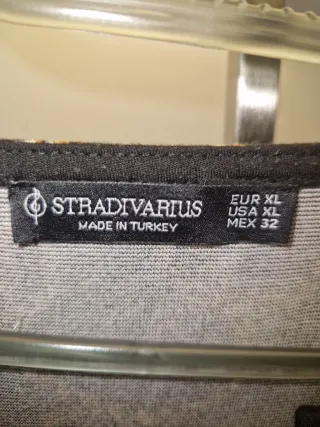 STRADIVARIUS
MADE IN TURKEY
EUR XL
USA XL
MEX 32